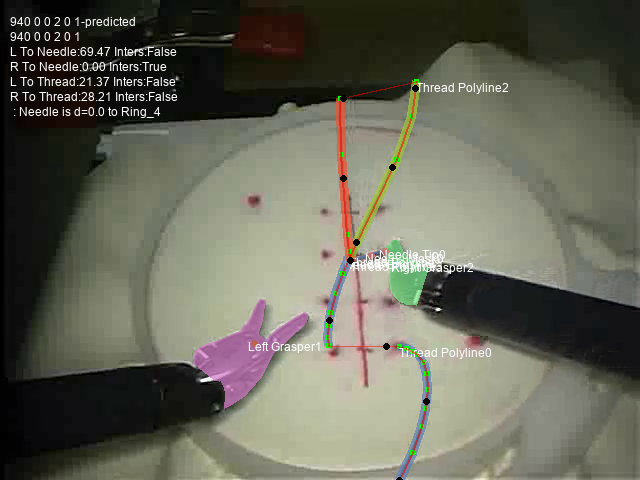 940 0 0 2 0 1-predicted
940 0 0 2 0 1
L To Needle:69.47 Inters:False
R To Needle:0.00 Inters:True
L To Thread:21.37 Inters:False
R To Thread:28.21 Inters:False
: Needle is d=0.0 to Ring_4
Thread Polyline2
Needle Tip0
Right Grasper2
Left Grasper1
Thread Polyline0